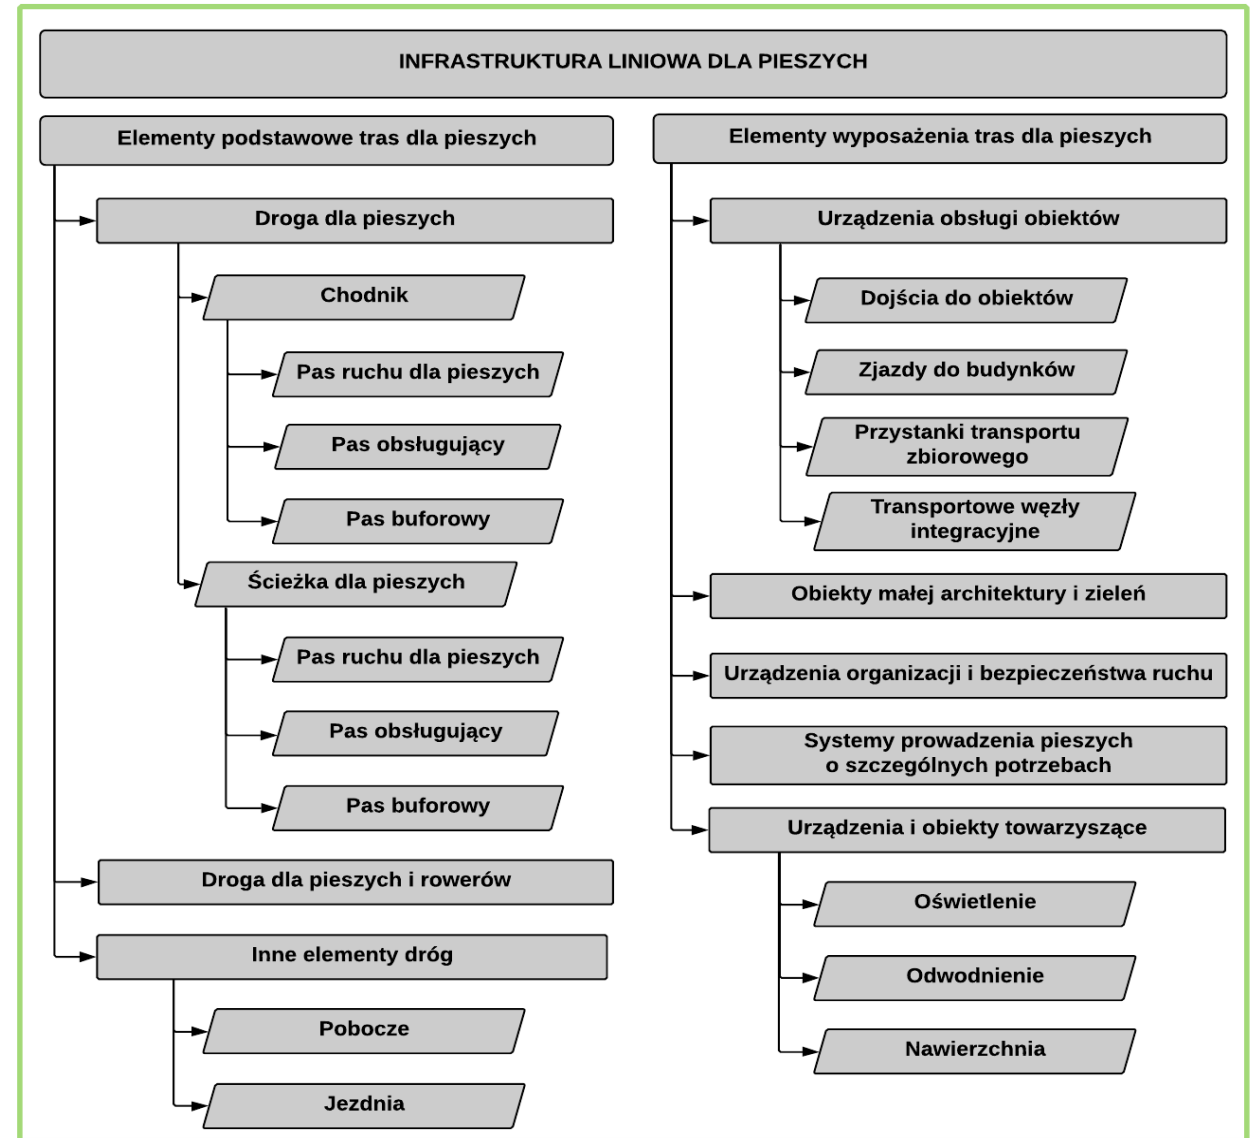 INFRASTRUKTURA LINIOWA DLA PIESZYCH
Elementy podstawowe tras dla pieszych
Droga dla pieszych
Chodnik
Pas ruchu dla pieszych
Pas obsługujący
Pas buforowy
Ścieżka dla pieszych
Pas ruchu dla pieszych
Pas obsługujący
Pas buforowy
Droga dla pieszych i rowerów
Inne elementy dróg
Pobocze
Jezdnia
Elementy wyposażenia tras dla pieszych
Urządzenia obsługi obiektów
Dojścia do obiektów
Zjazdy do budynków
Przystanki transportu
zbiorowego
Transportowe węzły
integracyjne
Obiekty małej architektury i zieleń
Urządzenia organizacji i bezpieczeństwa ruchu
Systemy prowadzenia pieszych
o szczególnych potrzebach
Urządzenia i obiekty towarzyszące
Oświetlenie
Odwodnienie
Nawierzchnia